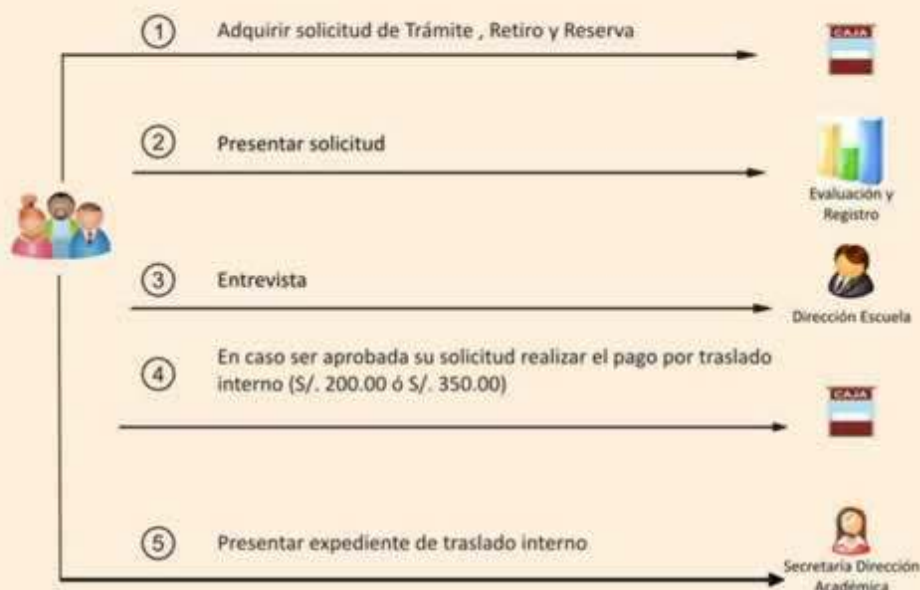 1 Adquirir solicitud de Trámite , Retiro y Reserva
CAJA
2 Presentar solicitud
Evaluación y
Registro
3 Entrevista
Dirección Escuela
4 En caso ser aprobada su solicitud realizar el pago por traslado
interno (S/. 200.00 ó S/. 350.00)
CAJA
5 Presentar expediente de traslado interno
Secretaria Dirección
Académica